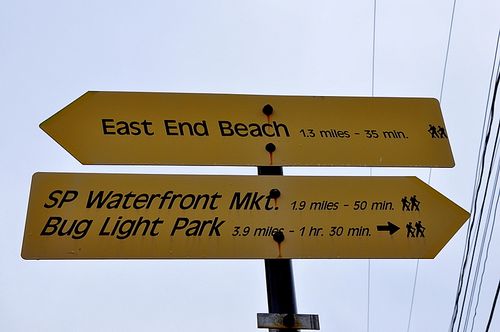 East End Beach 1.3 miles - 35 min.
SP Waterfront Mkt. 1.9 miles - 50 min.
Bug Light Park 3.9 miles - 1 hr. 30 min.